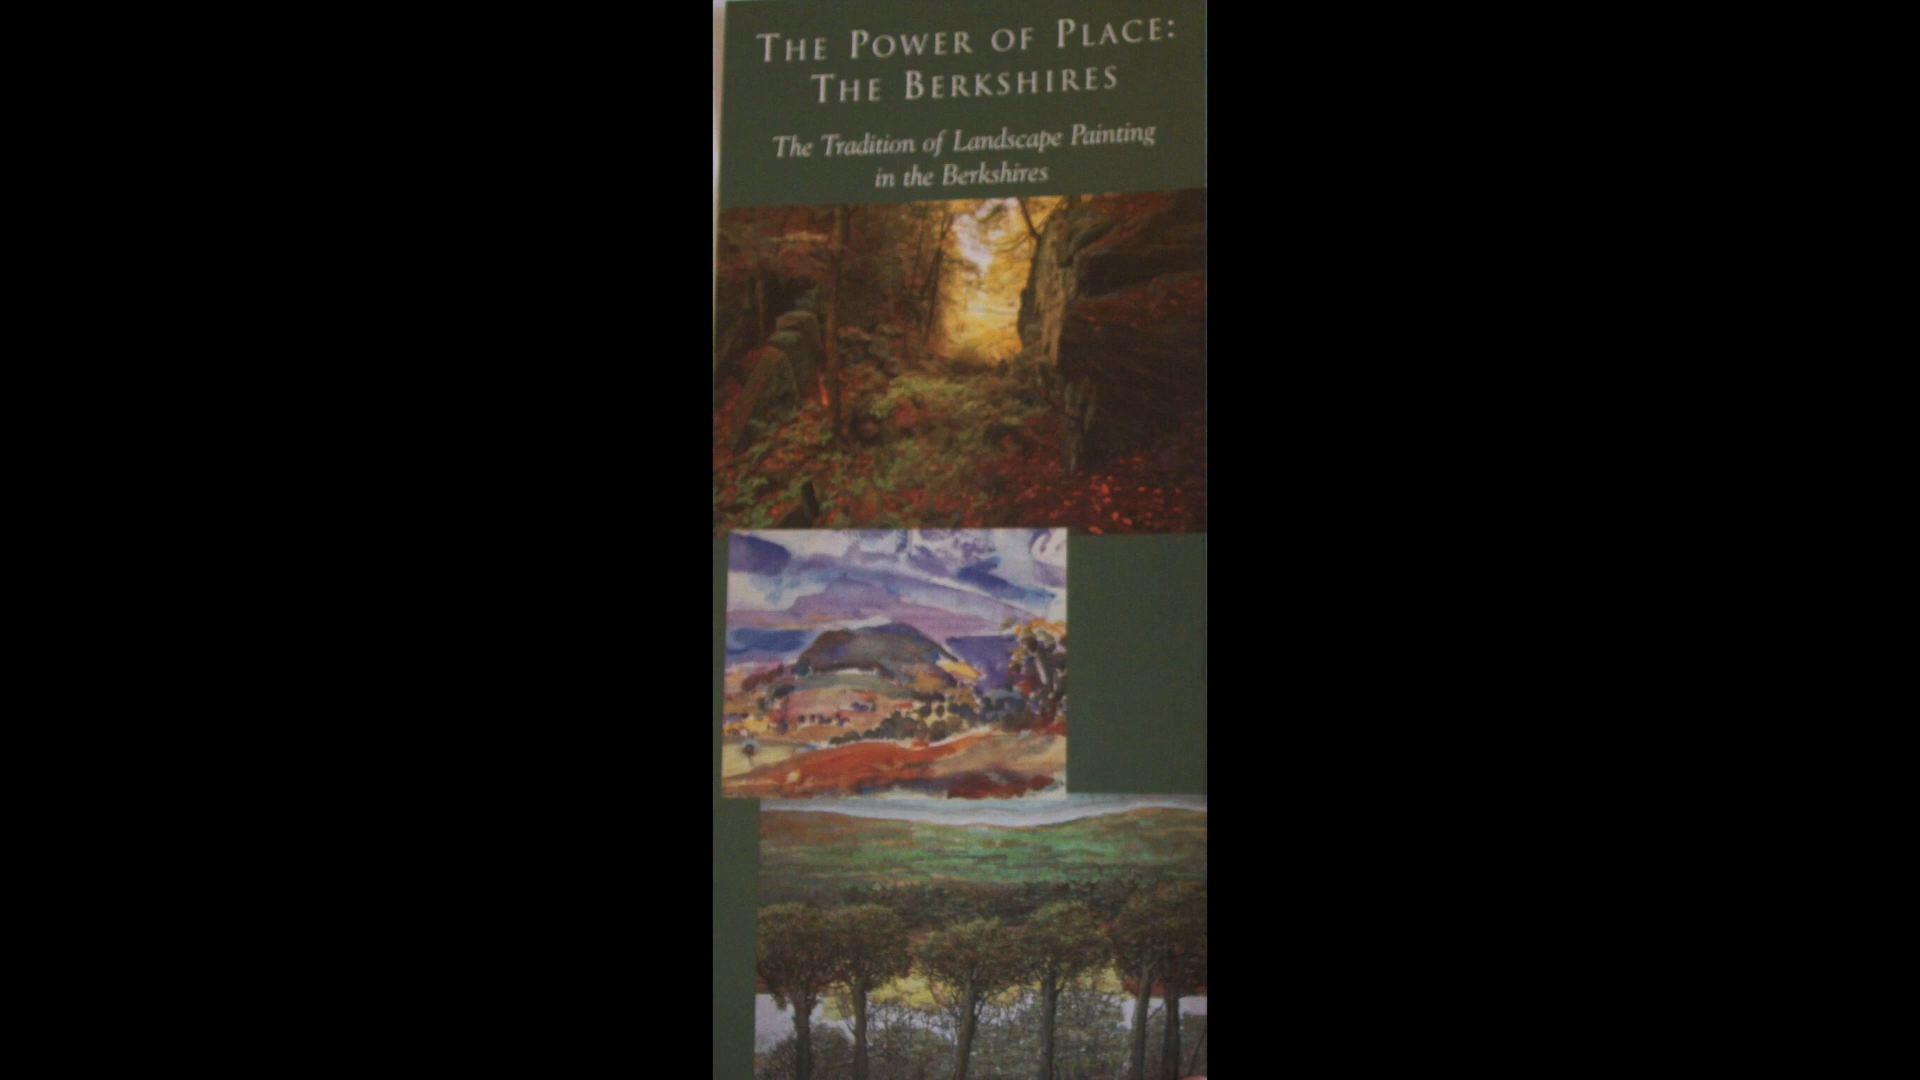 The Power of Place:
The Berkshires
The Tradition of Landscape Painting
in the Berkshires